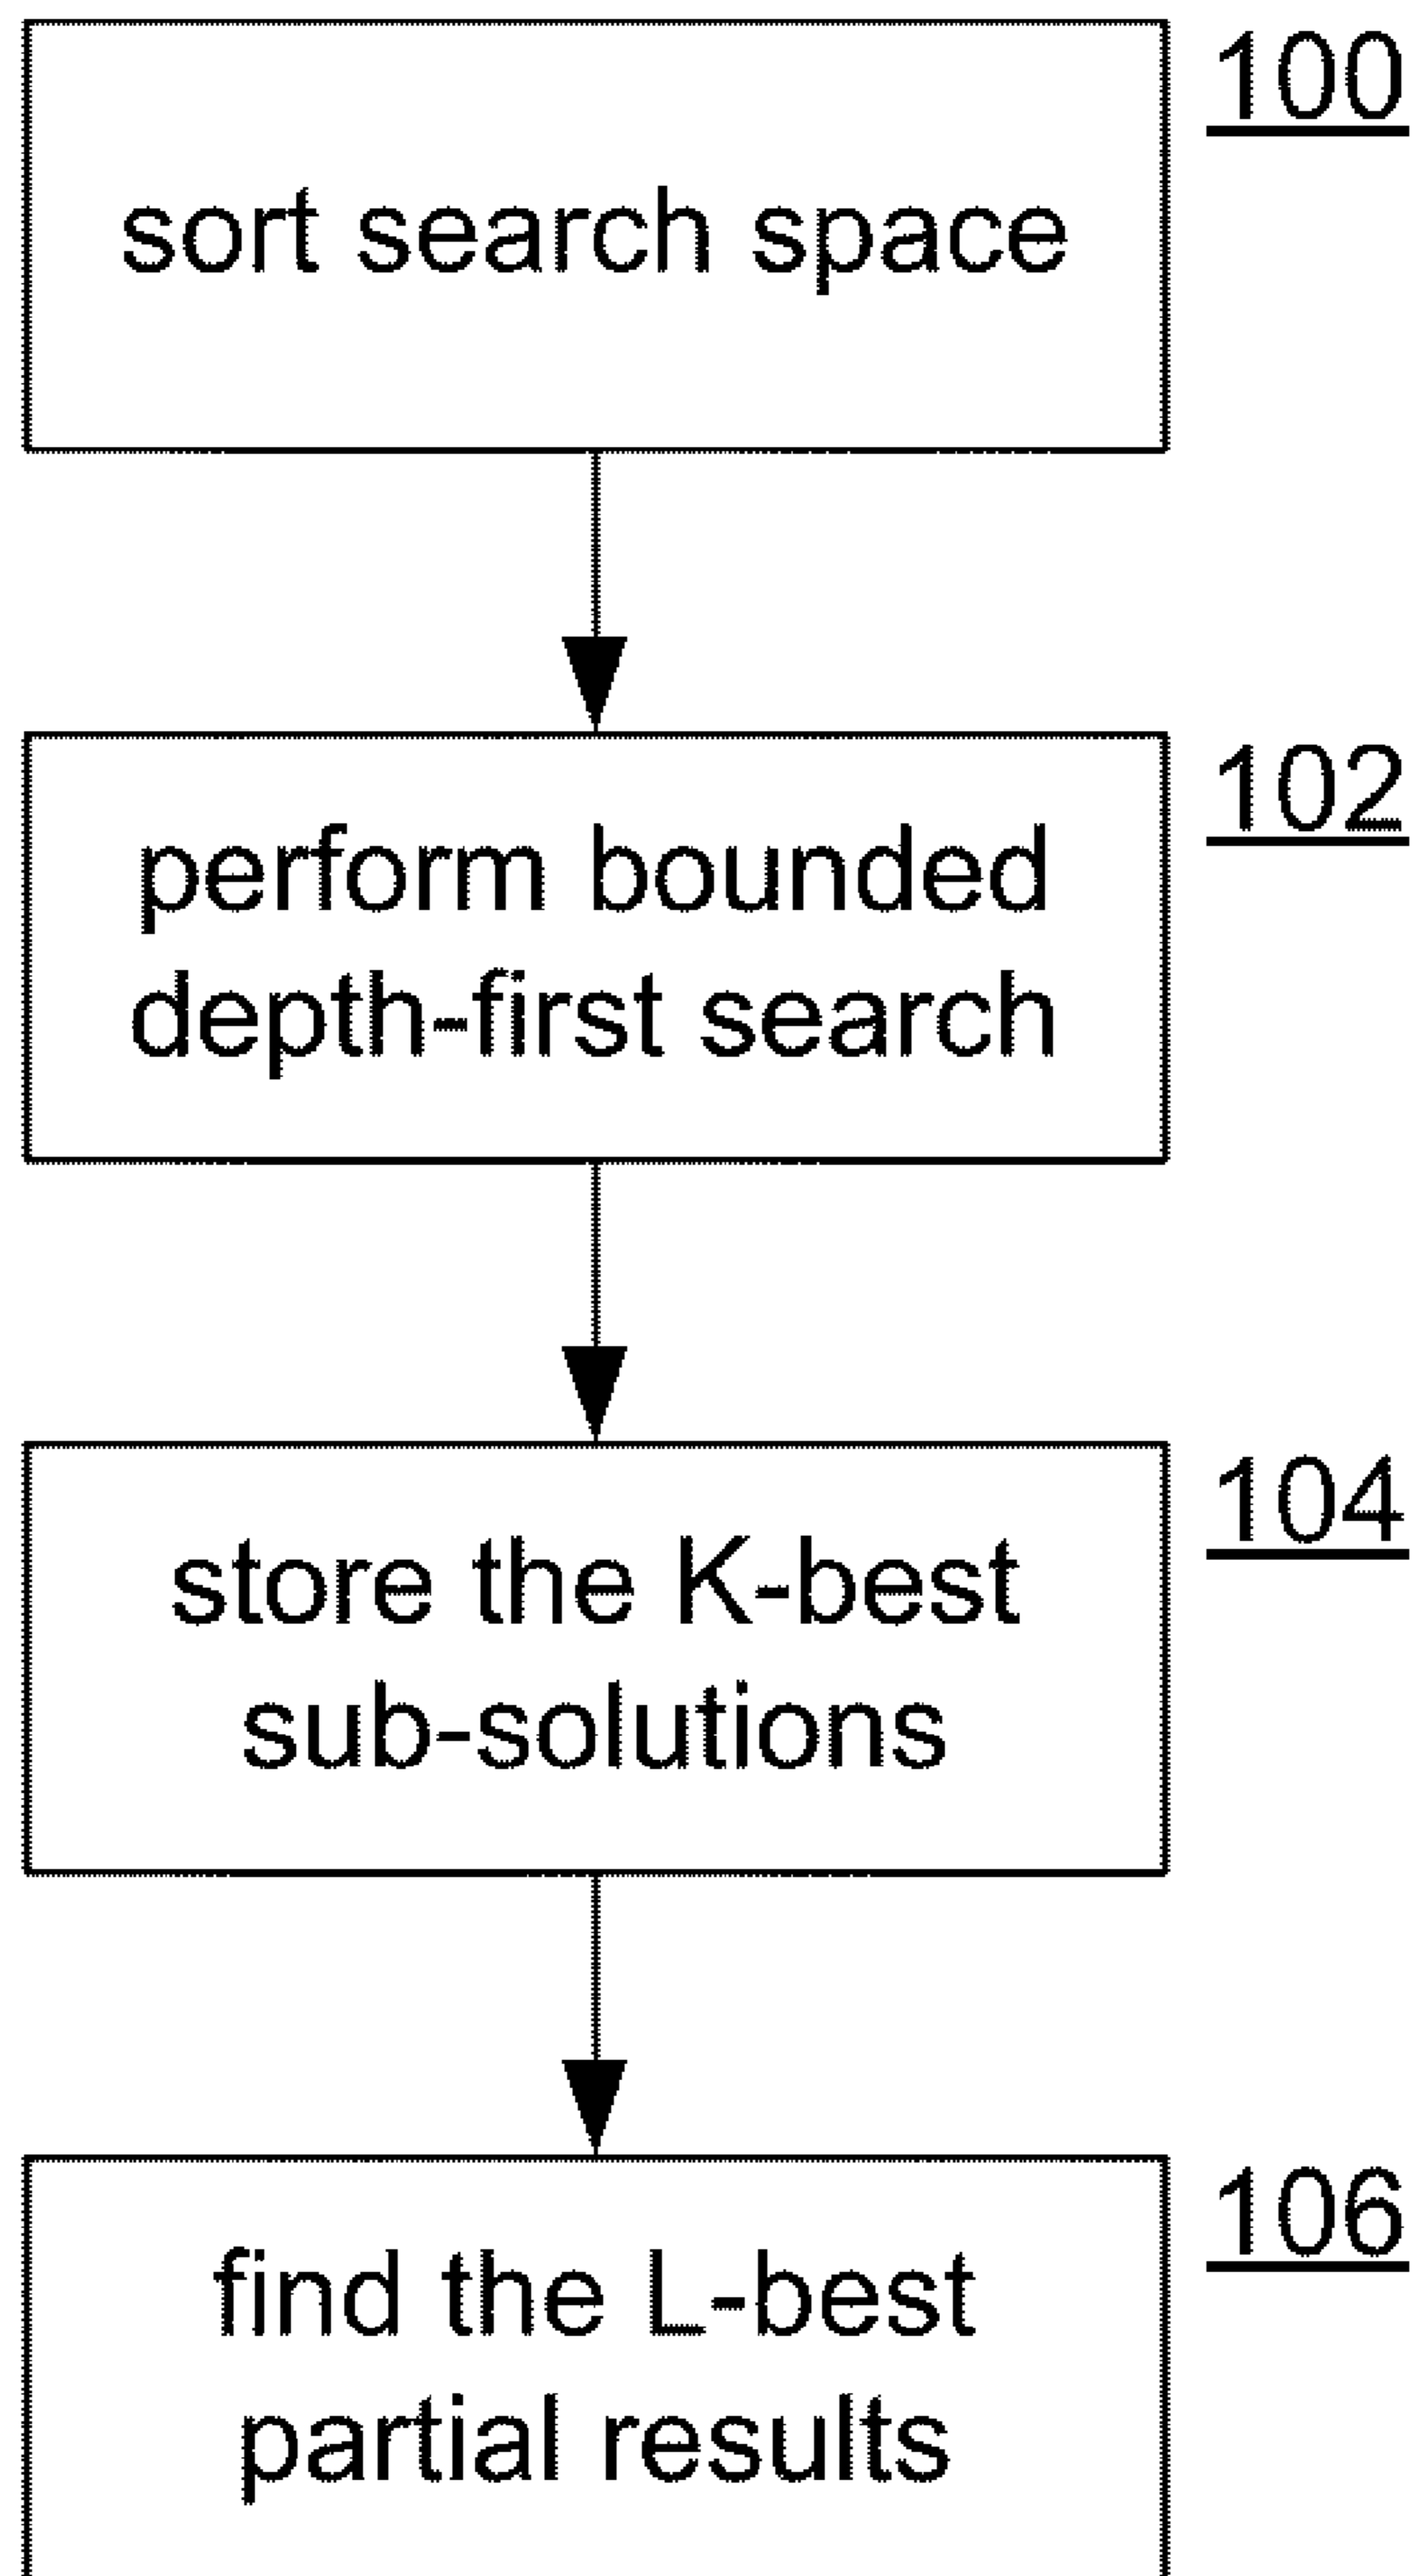 100
sort search space
102
perform bounded
depth-first search
104
store the K-best
sub-solutions
106
find the L-best
partial results